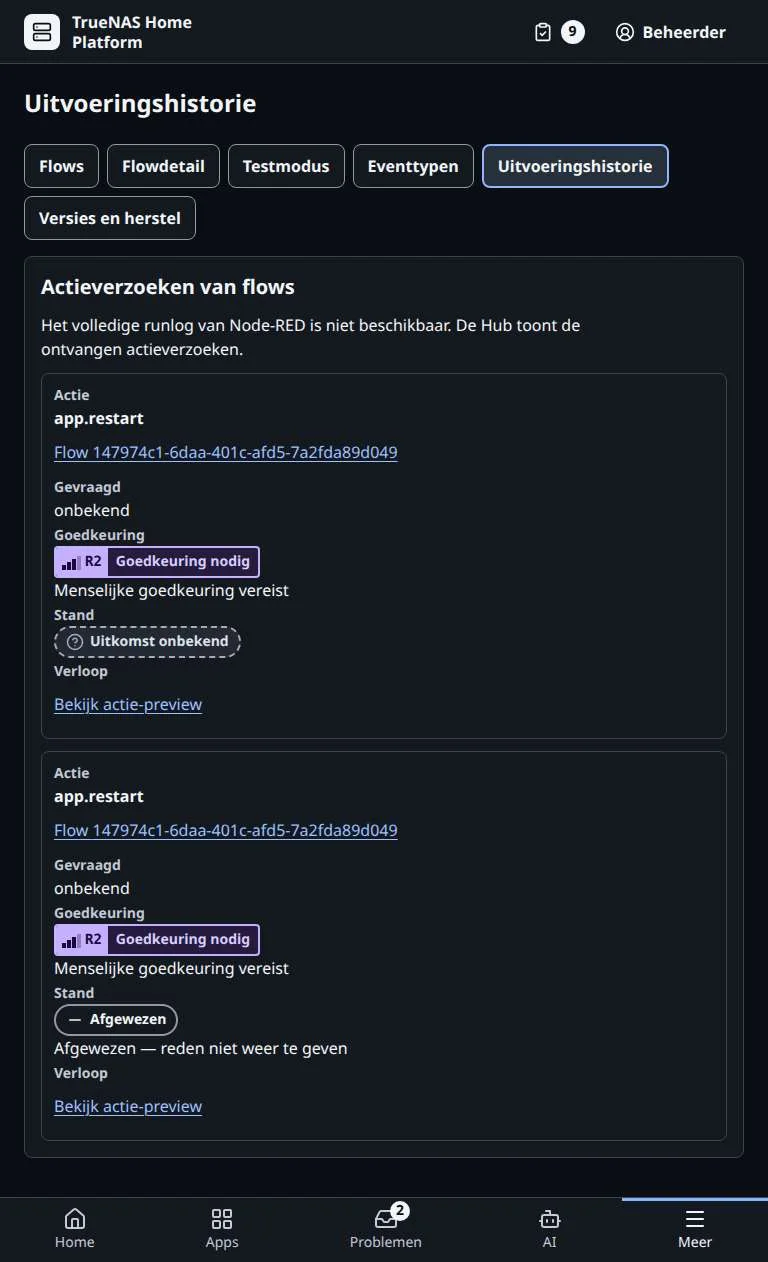 TrueNAS Home
Platform
9
Beheerder
Uitvoeringshistorie
Flows
Flowdetail
Testmodus
Eventtypen
Uitvoeringshistorie
Versies en herstel
Actieverzoeken van flows
Het volledige runlog van Node-RED is niet beschikbaar. De Hub toont de
ontvangen actieverzoeken.
Actie
app.restart
Flow 147974c1-6daa-401c-afd5-7a2fda89d049
Gevraagd
onbekend
Goedkeuring
R2 Goedkeuring nodig
Menselijke goedkeuring vereist
Stand
Uitkomst onbekend
Verloop
Bekijk actie-preview
Actie
app.restart
Flow 147974c1-6daa-401c-afd5-7a2fda89d049
Gevraagd
onbekend
Goedkeuring
R2 Goedkeuring nodig
Menselijke goedkeuring vereist
Stand
Afgewezen
Afgewezen — reden niet weer te geven
Verloop
Bekijk actie-preview
Home
Apps
2
Problemen
AI
Meer